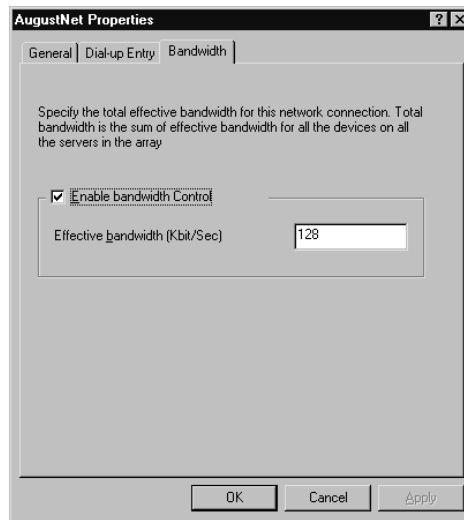 AugustNet Properties
General Dial-up Entry Bandwidth
Specify the total effective bandwidth for this network connection. Total
bandwidth is the sum of effective bandwidth for all the devices on all
the servers in the array
Enable bandwidth Control
Effective bandwidth (Kbit/Sec) 128
OK Cancel Apply